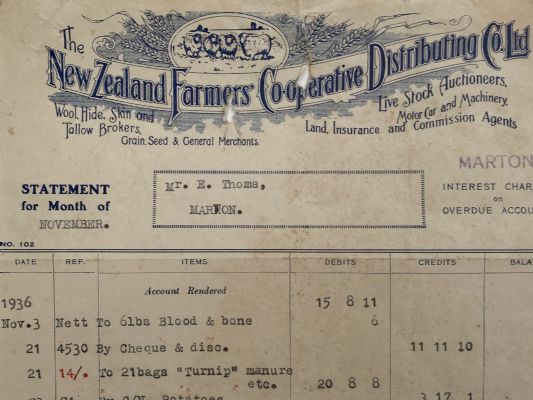 The
New Zealand Farmers' Co-operative Distributing Co. Ltd
Wool, Hide, Skin and
Tallow Brokers,
Grain, Seed & General Merchants.
Live Stock Auctioneers,
Motor Car and Machinery,
Land, Insurance and Commission Agents
MARTON
STATEMENT
for Month of
NOVEMBER.
Mr. E. Thoms,
MARTON.
INTEREST CHAR
on
OVERDUE ACCOU
NO. 102
DATE REF. ITEMS DEBITS CREDITS BALA
Account Rendered
1936 15 8 11
Nov.3 Nett To 6lbs Blood & bone 6
21 4530 By Cheque & disc. 11 11 10
21 14/. To 21bags "Turnip" manure
etc. 20 8 8
By C/N. Potatoes 3 17 1